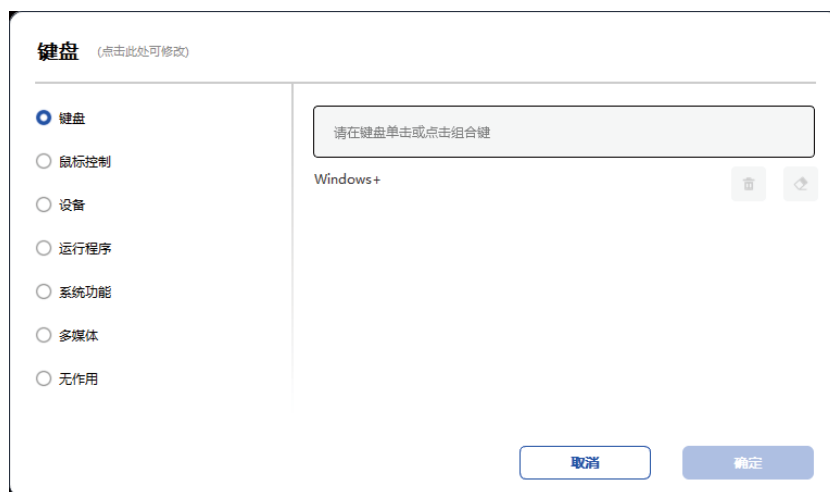 键盘 (点击此处可修改)
键盘
鼠标控制
设备
运行程序
系统功能
多媒体
无作用
请在键盘单击或点击组合键
Windows+
取消
确定